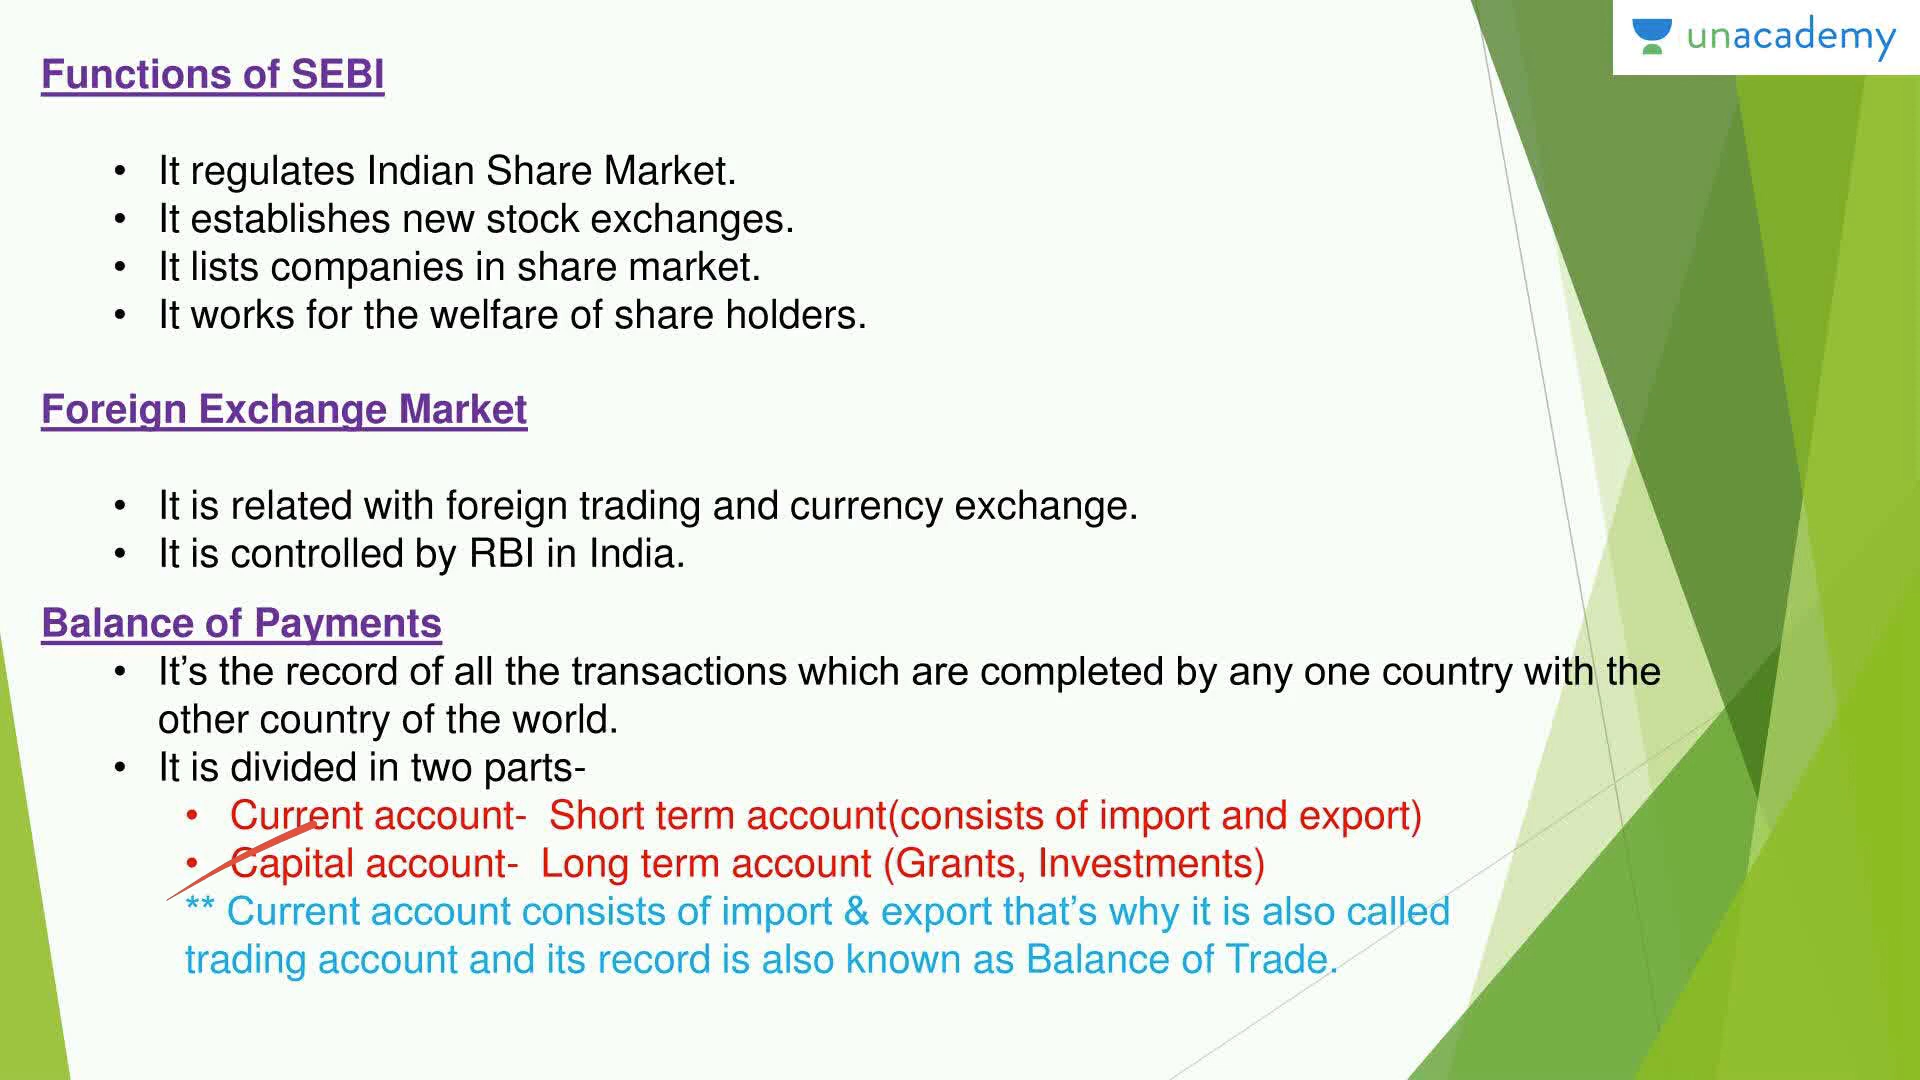 unacademy
Functions of SEBI
• It regulates Indian Share Market.
• It establishes new stock exchanges.
• It lists companies in share market.
• It works for the welfare of share holders.
Foreign Exchange Market
• It is related with foreign trading and currency exchange.
• It is controlled by RBI in India.
Balance of Payments
• It’s the record of all the transactions which are completed by any one country with the
other country of the world.
• It is divided in two parts-
• Current account-  Short term account(consists of import and export)
• Capital account-  Long term account (Grants, Investments)
** Current account consists of import & export that’s why it is also called
trading account and its record is also known as Balance of Trade.